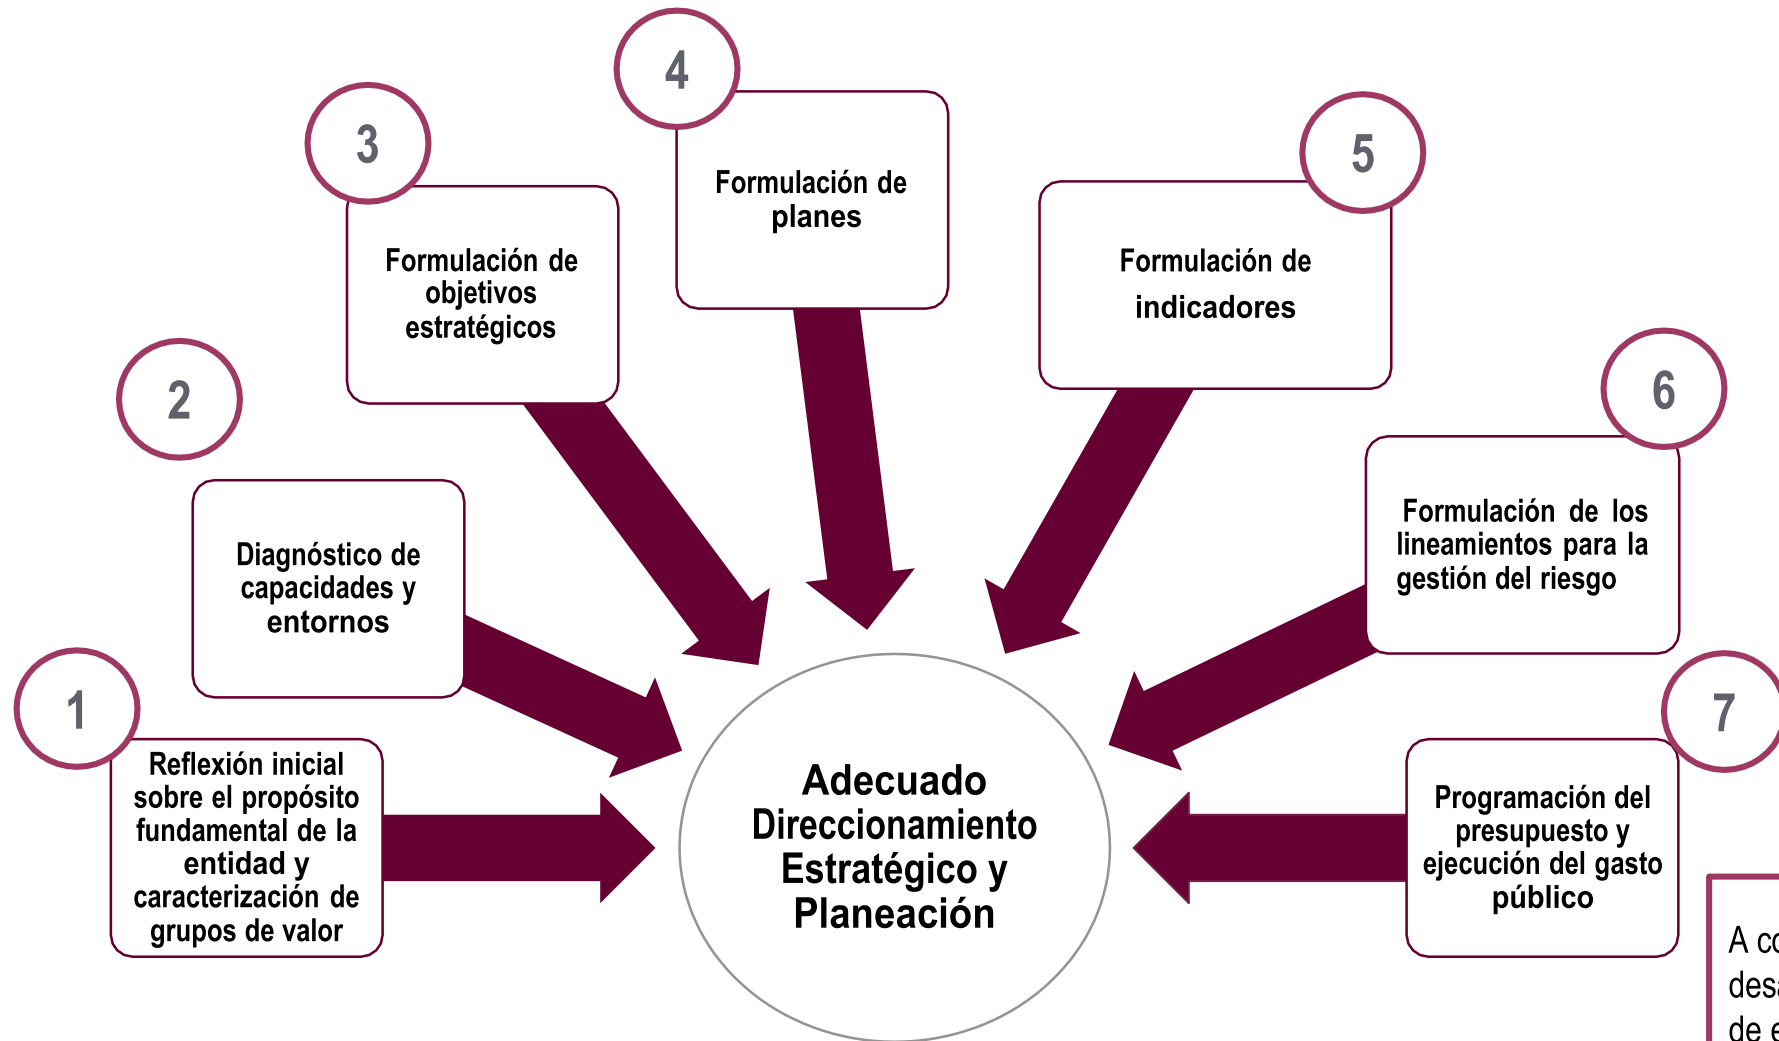 4
Formulación de
planes
3
Formulación de
objetivos
estratégicos
5
Formulación de
indicadores
2
Diagnóstico de
capacidades y
entornos
6
Formulación de los
lineamientos para la
gestión del riesgo
1
Reflexión inicial
sobre el propósito
fundamental de la
entidad y
caracterización de
grupos de valor
7
Programación del
presupuesto y
ejecución del gasto
público
Adecuado
Direccionamiento
Estratégico y
Planeación
A
de